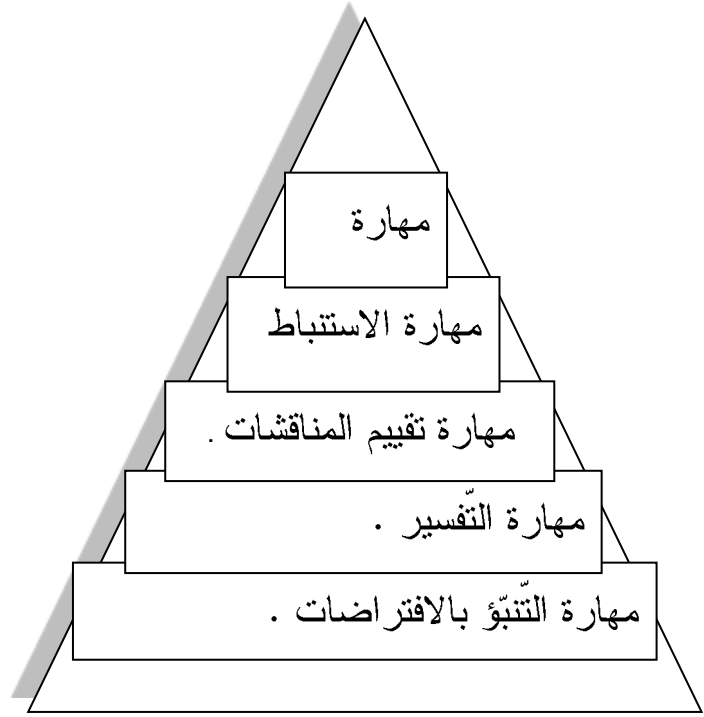 مهارة
مهارة الاستنباط
مهارة تقييم المناقشات .
مهارة التّفسير .
مهارة التّنبّؤ بالافتراضات .